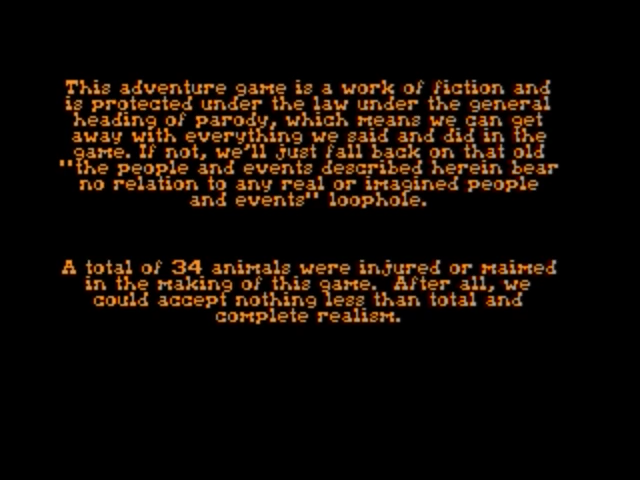 This adventure game is a work of fiction and
is protected under the law under the general
heading of parody, which means we can get
away with everything we said and did in the
game. If not, we'll just fall back on that old
"the people and events described herein bear
no relation to any real or imagined people
and events" loophole.
A total of 34 animals were injured or maimed
in the making of this game. After all, we
could accept nothing less than total and
complete realism.